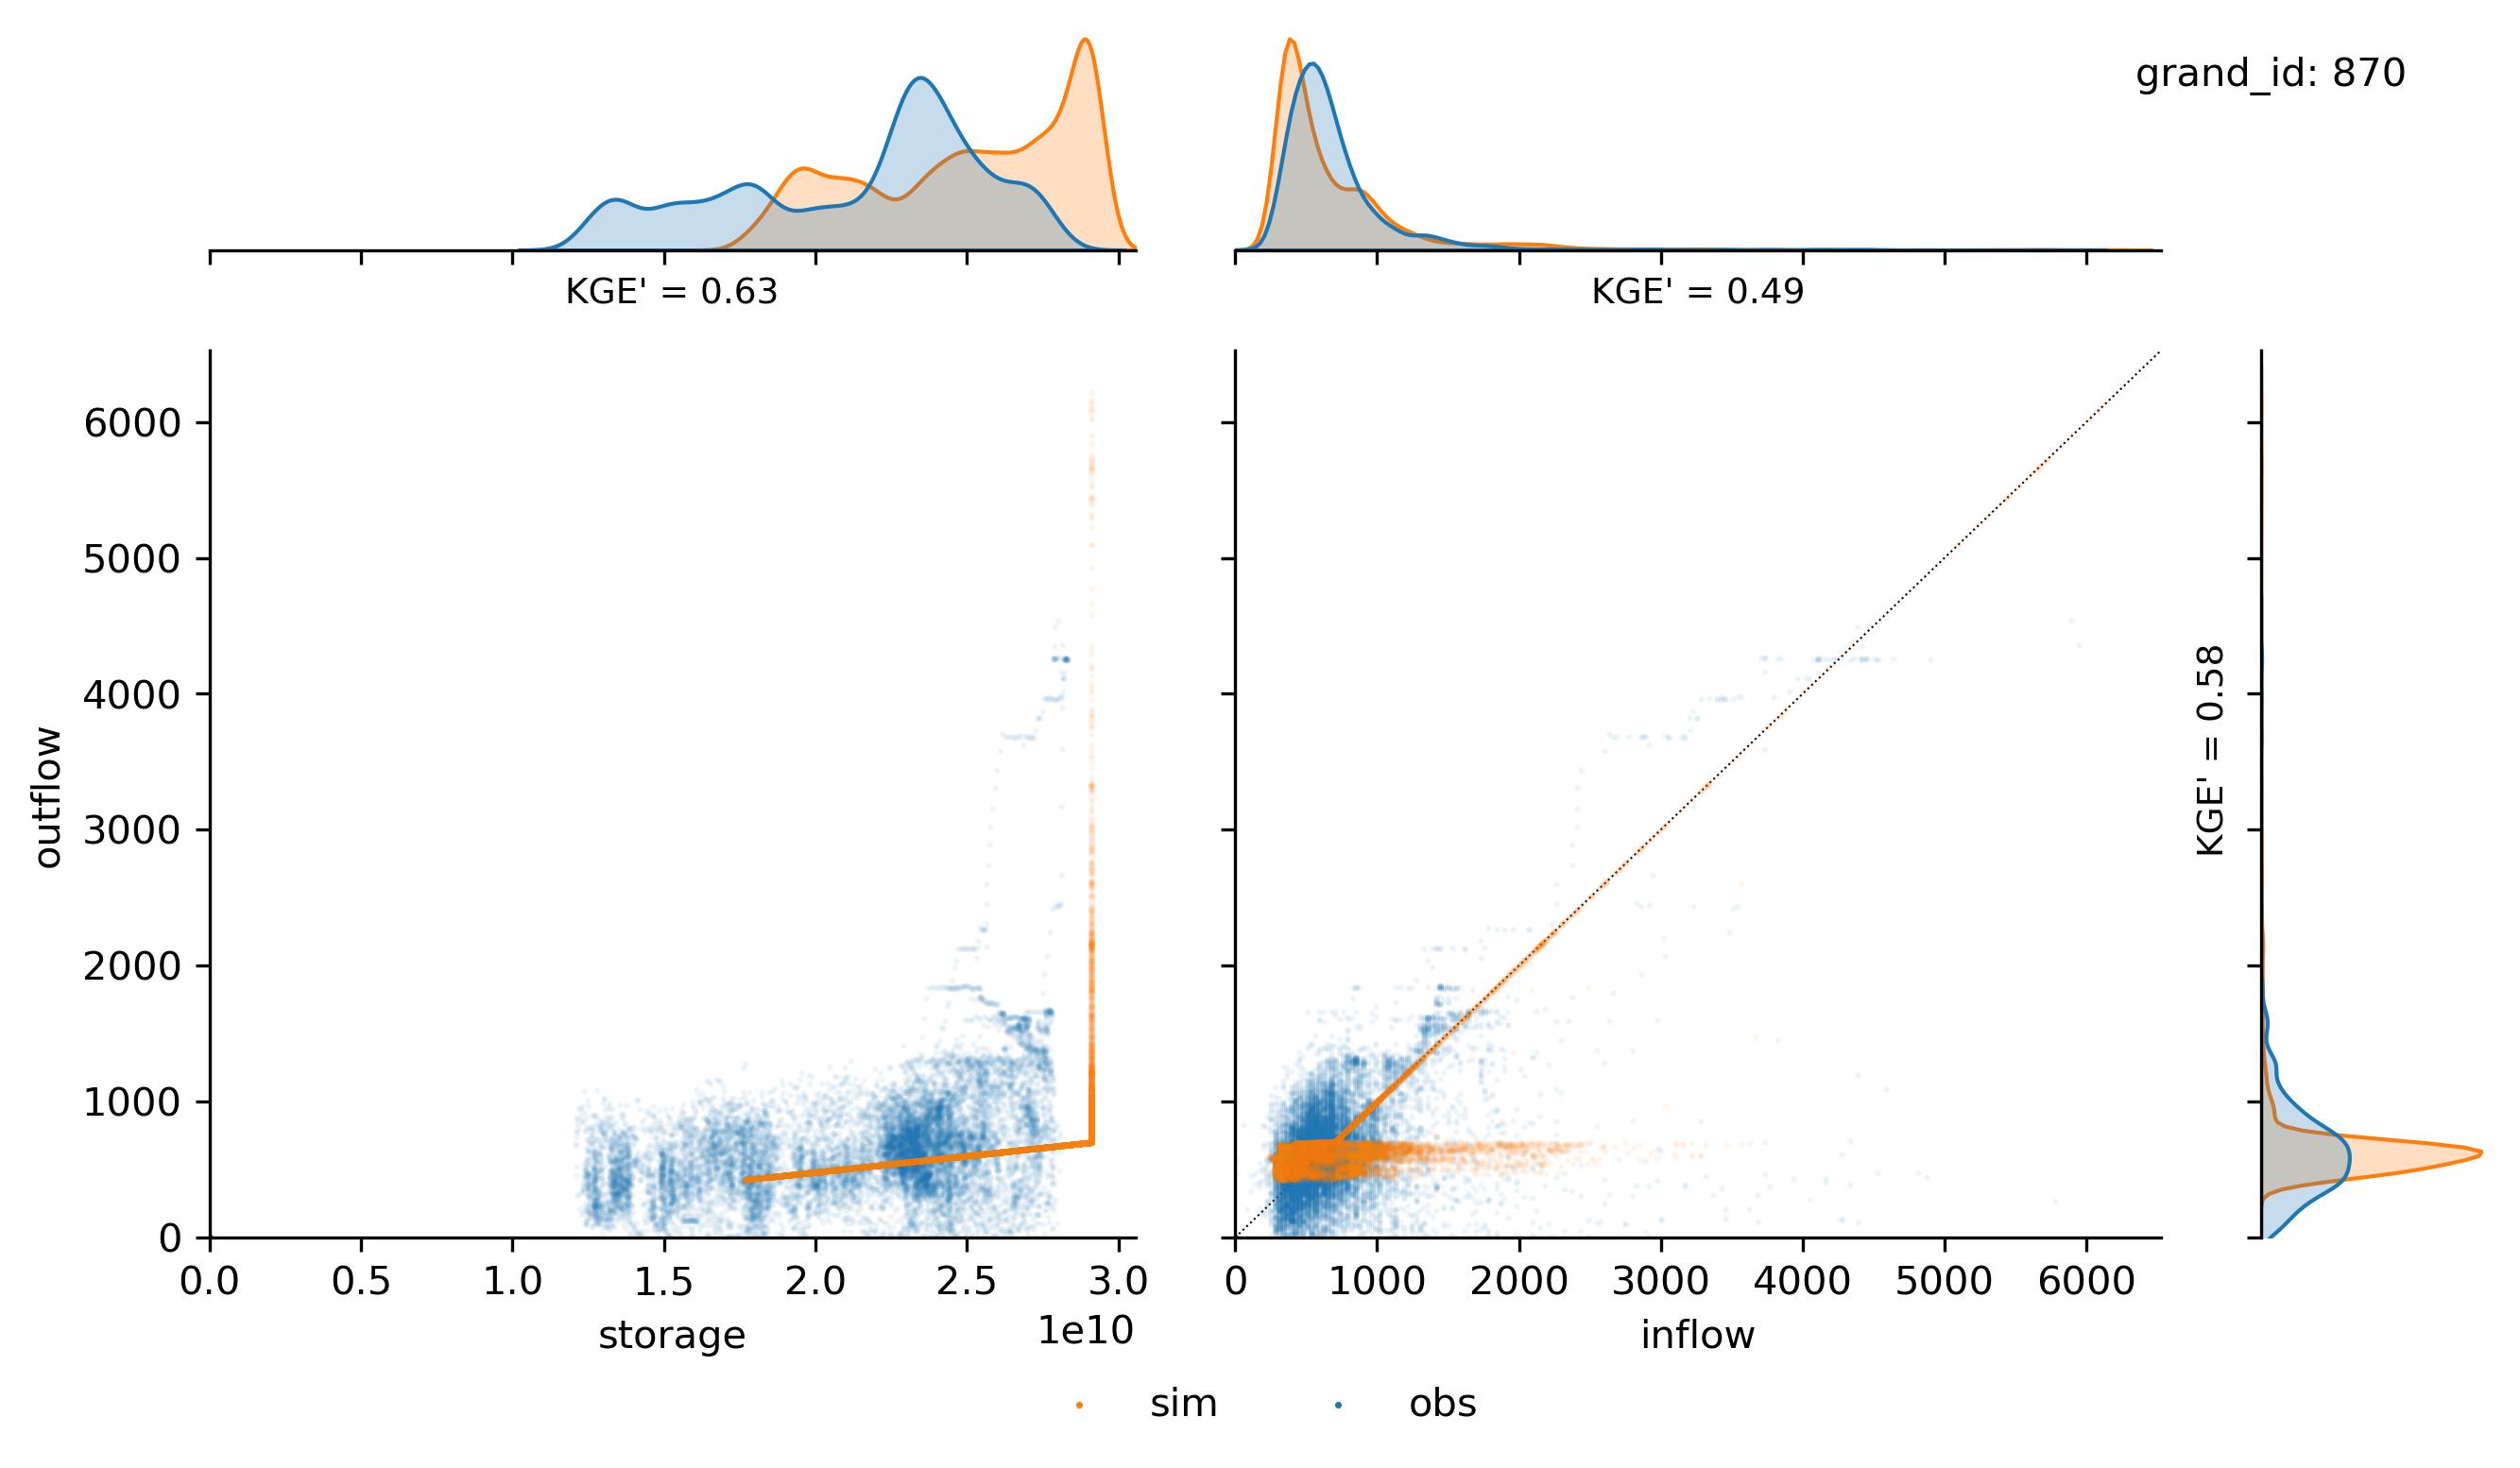 grand_id: 870
KGE' = 0.63
KGE' = 0.49
6000
5000
4000
3000
2000
1000
0
outflow
KGE' = 0.58
0.0 0.5 1.0 1.5 2.0 2.5 3.0
0 1000 2000 3000 4000 5000 6000
1e10
storage
inflow
sim obs